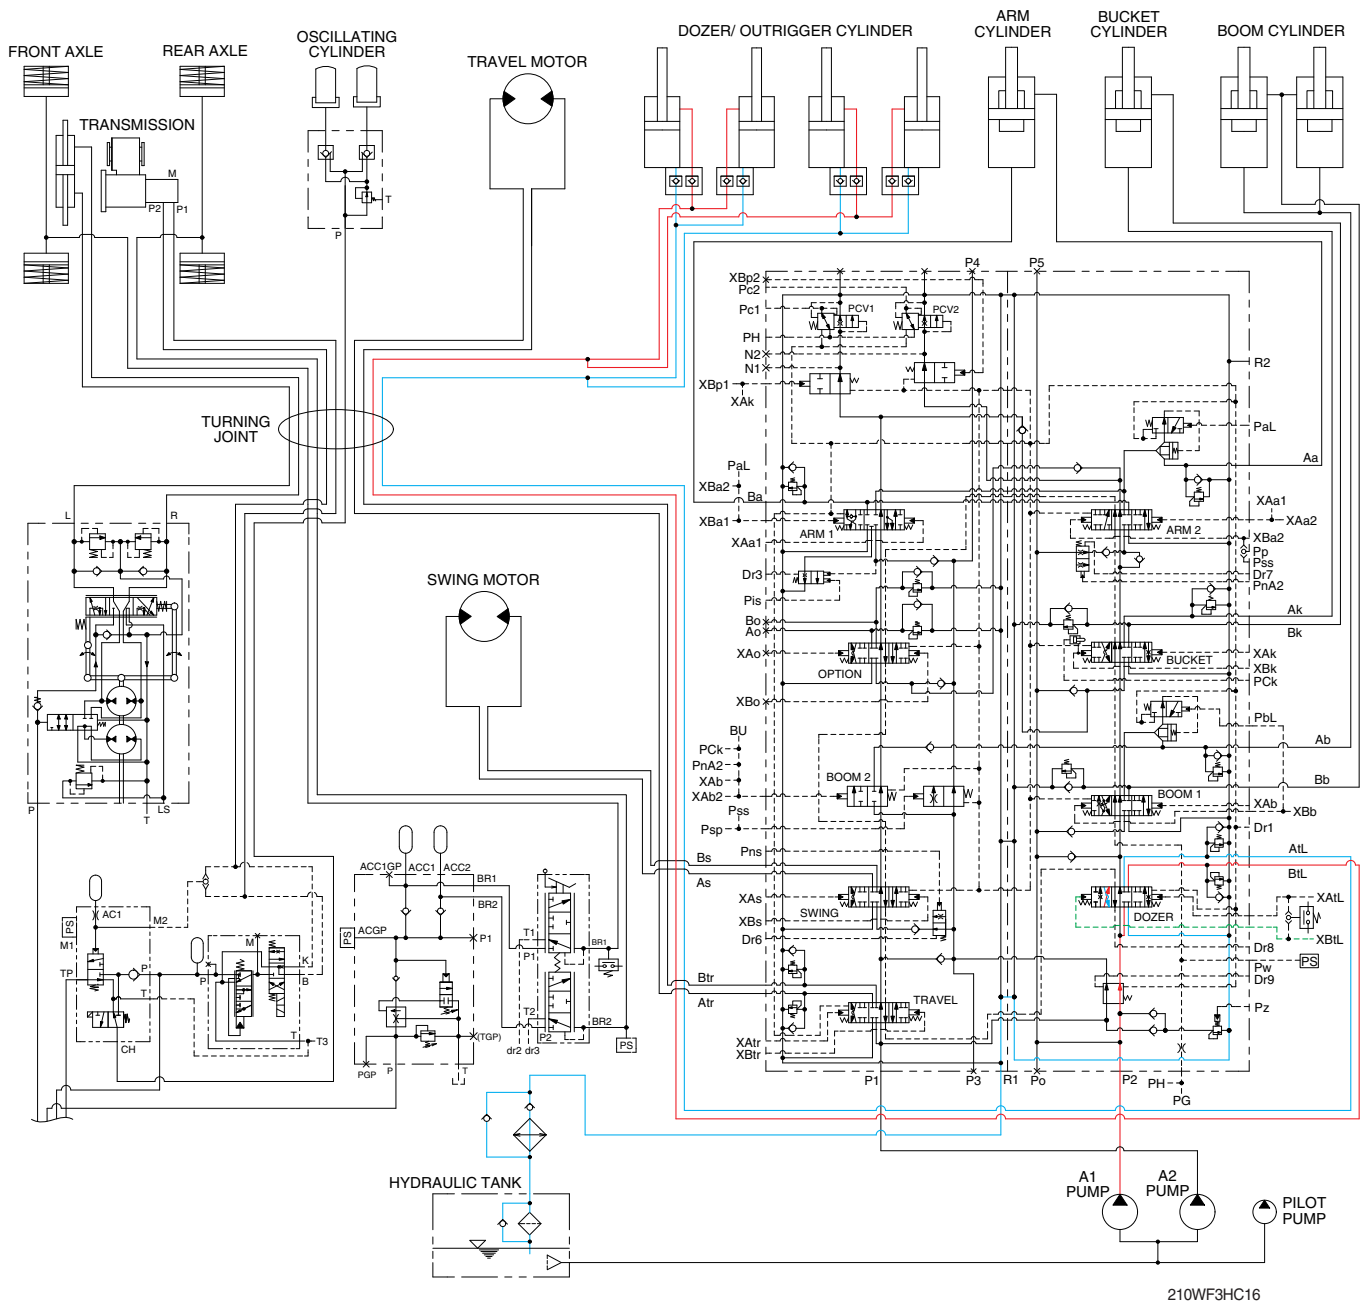 FRONT AXLE
REAR AXLE
OSCILLATING
CYLINDER
TRAVEL MOTOR
DOZER/ OUTRIGGER CYLINDER
ARM
CYLINDER
BUCKET
CYLINDER
BOOM CYLINDER
TRANSMISSION
M
P2
P1
T
P
TURNING
JOINT
XBp2
Pc2
Pc1
PH
N2
N1
XBp1
XAk
P4
P5
PCV1
PCV2
R2
PaL
Aa
PaL
XBa2
Ba
XBa1
XAa1
ARM 1
ARM 2
XAa1
XAa2
XBa2
Pp
Pss
Dr7
PnA2
Dr3
Pis
Bo
Ao
XAo
OPTION
XBo
Ak
Bk
BUCKET
XAk
XBk
PCk
PbL
BU
PCk
PnA2
XAb
XAb2
Pss
Psp
BOOM 2
Ab
Bb
BOOM 1
XAb
XBb
Dr1
Pns
Bs
As
AtL
BtL
XAs
SWING
XBs
Dr6
DOZER
XAtL
XBtL
Dr8
PS
Pw
Dr9
Btr
Atr
TRAVEL
Pz
XAtr
XBtr
P1
P3
R1
Po
P2
PH
PG
L
R
P
T
LS
SWING MOTOR
ACC1GP
ACC1
ACC2
BR1
BR2
PS
ACGP
P1
T1
P1
BR1
T2
P2
BR2
PS
dr2
dr3
(TGP)
PGP
P
T
PS
AC1
M2
M1
TP
P
T
CH
M
P
K
B
T
T3
HYDRAULIC TANK
A1
PUMP
A2
PUMP
PILOT
PUMP
210WF3HC16